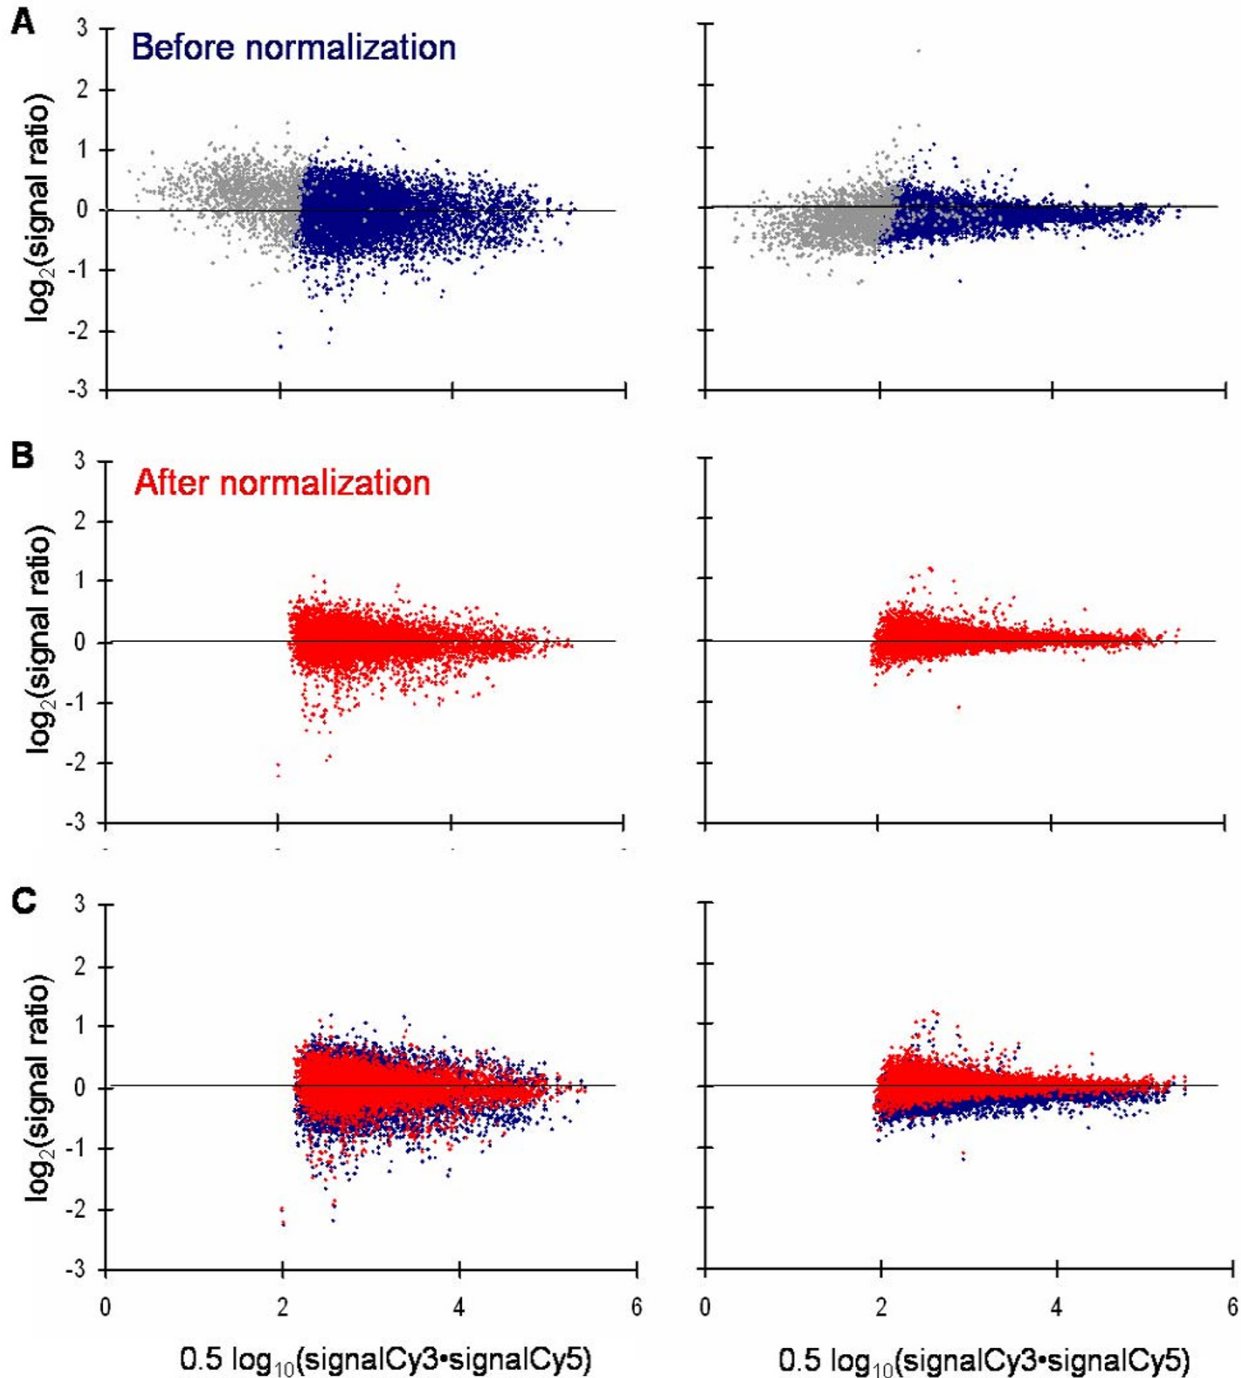 A
Before normalization
3
2
1
0
-1
-2
-3
log₂(signal ratio)
B
After normalization
3
2
1
0
-1
-2
-3
log₂(signal ratio)
C
3
2
1
0
-1
-2
-3
log₂(signal ratio)
0 2 4 6 0 2 4 6
0.5 log₁₀(signalCy3•signalCy5) 0.5 log₁₀(signalCy3•signalCy5)